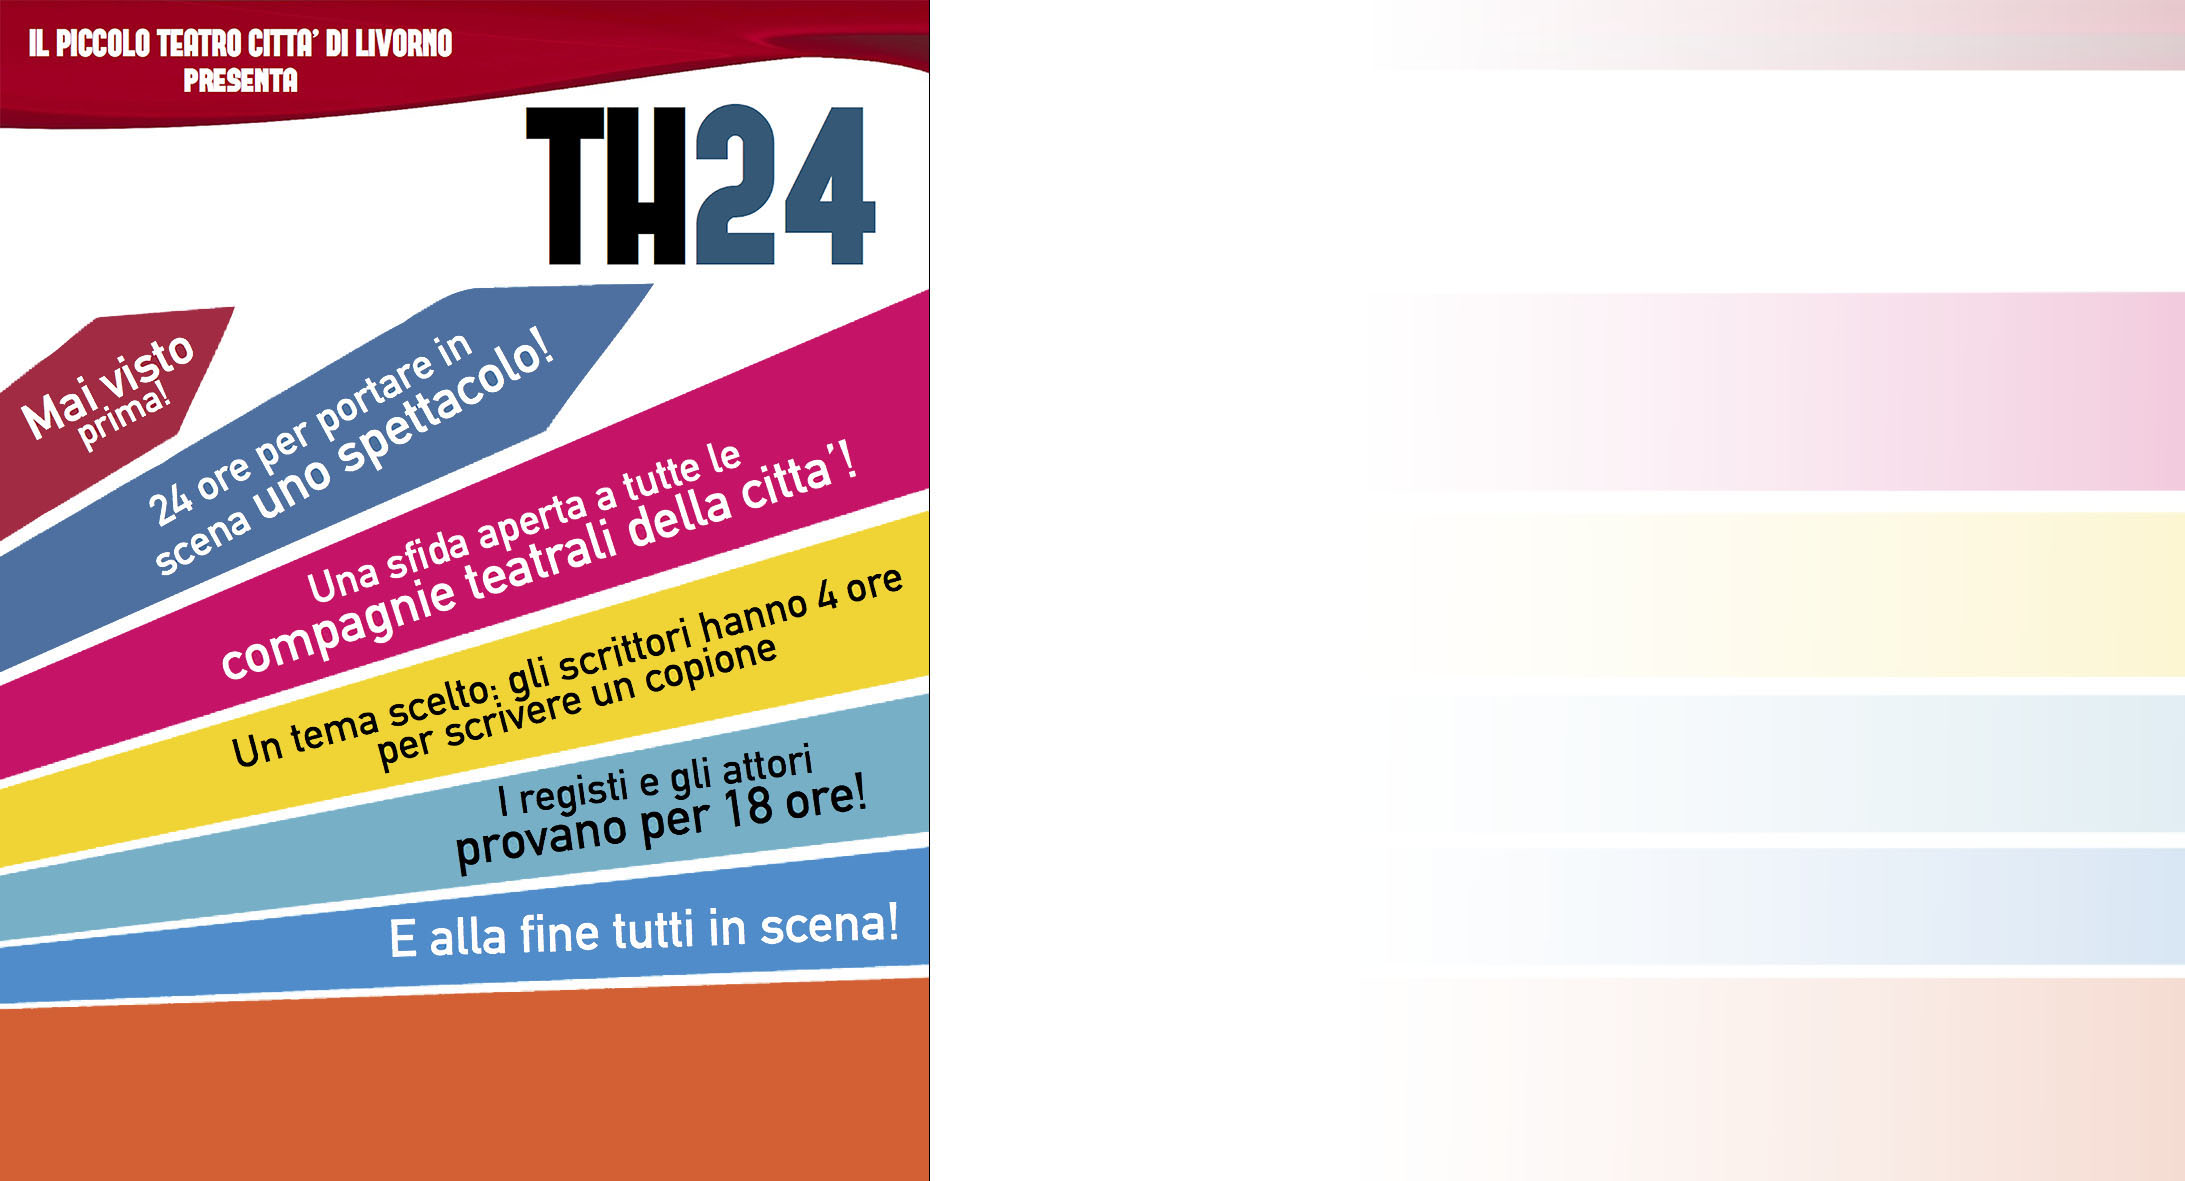 IL PICCOLO TEATRO CITTA' DI LIVORNO
PRESENTA
TH24
Mai visto
prima!
24 ore per portare in
scena uno spettacolo!
Una sfida aperta a tutte le
compagnie teatrali della citta'!
Un tema scelto: gli scrittori hanno 4 ore
per scrivere un copione
I registi e gli attori
provano per 18 ore!
E alla fine tutti in scena!